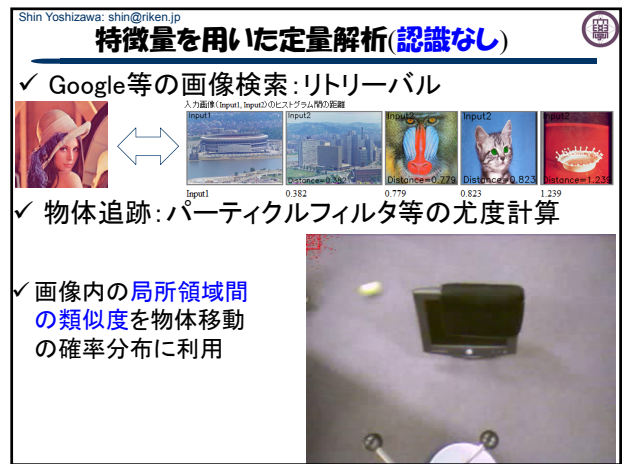 Shin Yoshizawa: shin@riken.jp
特徴量を用いた定量解析(認識なし)
✓ Google等の画像検索:リトリーバル
入力画像(Input1, Input2)のヒストグラム間の距離
Input1 Input2 Input2 Input2 Input2
Distance=0.382 Distance=0.779 Distance=0.823 Distance=1.239
Input1 0.382 0.779 0.823 1.239
✓ 物体追跡:パーティクルフィルタ等の尤度計算
✓ 画像内の局所領域間
の類似度を物体移動
の確率分布に利用